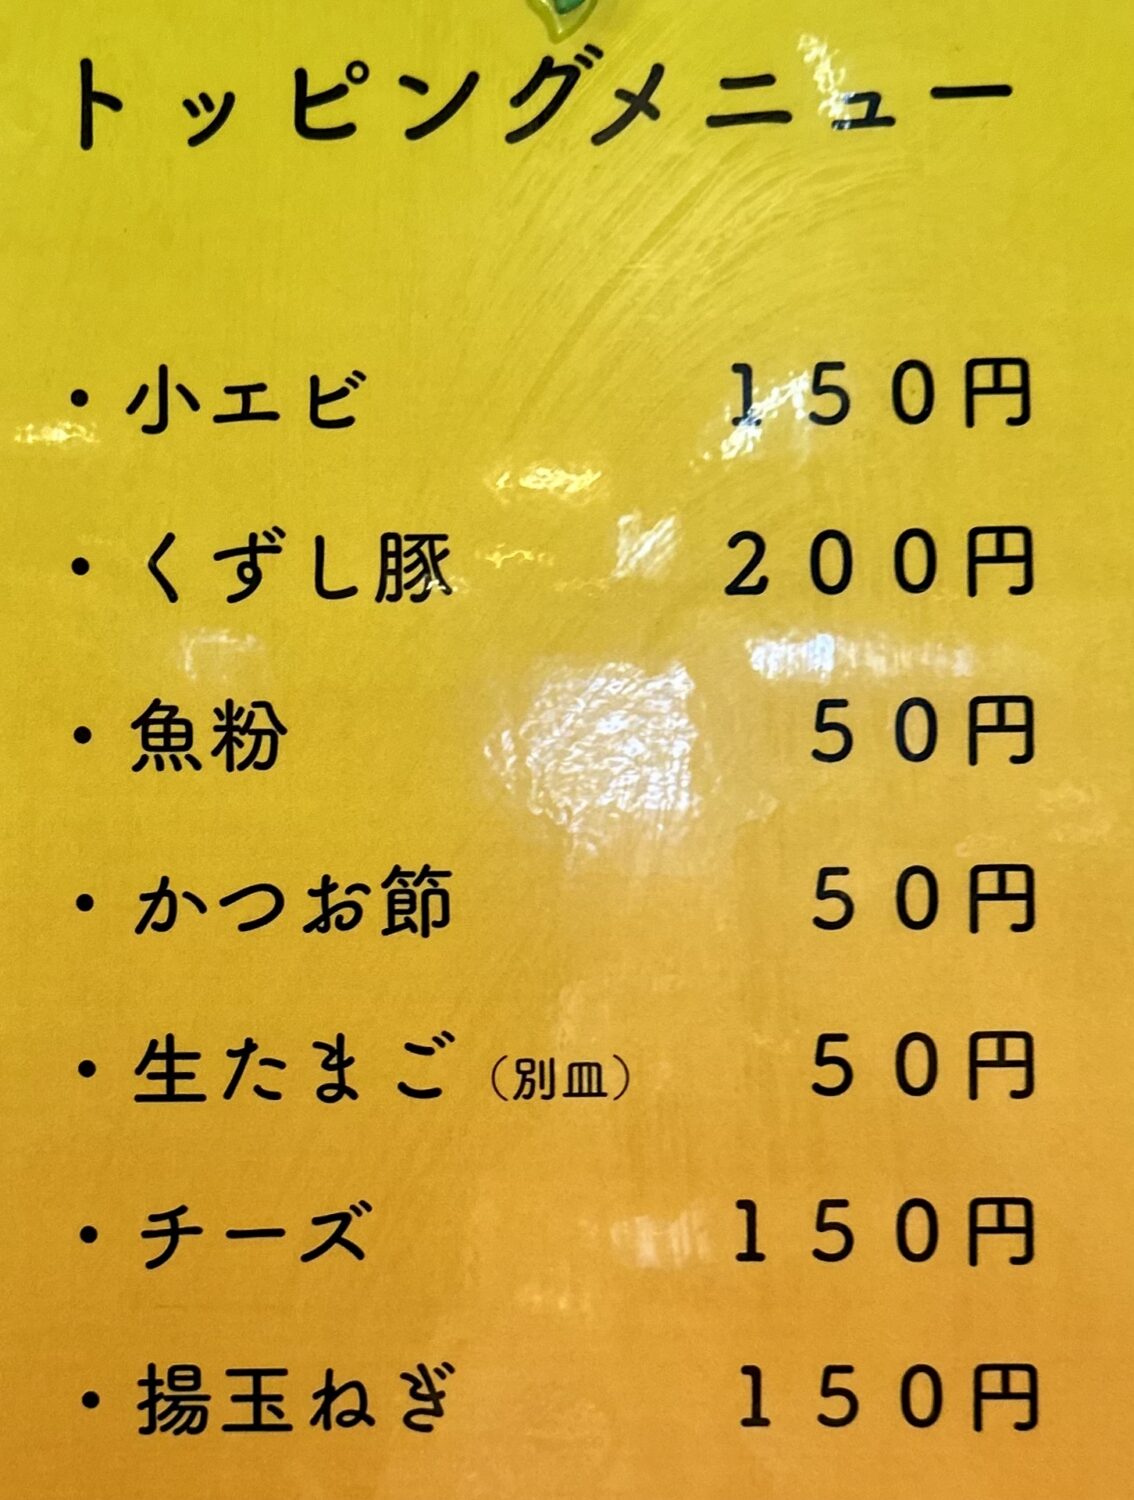 トッピングメニュー
・小エビ 150円
・くずし豚 200円
・魚粉 50円
・かつお節 50円
・生たまご（別皿） 50円
・チーズ 150円
・揚玉ねぎ 150円